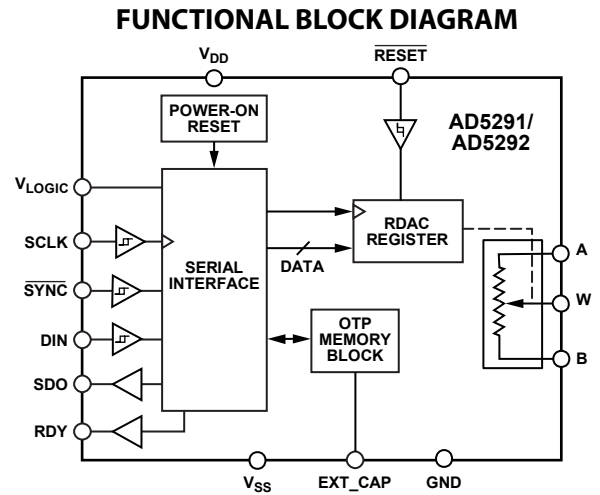 FUNCTIONAL BLOCK DIAGRAM
VDD
RESET
POWER-ON
RESET
AD5291/
AD5292
VLOGIC
SCLK
SYNC
DIN
SDO
RDY
SERIAL
INTERFACE
DATA
RDAC
REGISTER
OTP
MEMORY
BLOCK
A
W
B
VSS
EXT_CAP
GND